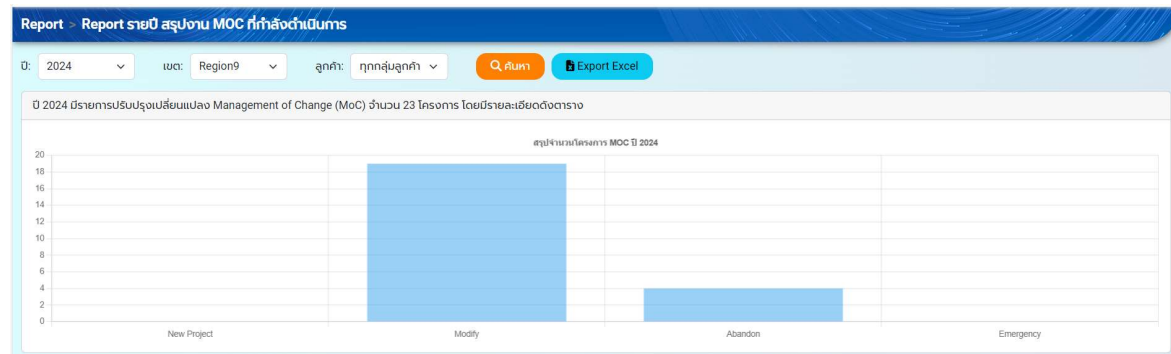 Report > Report รายปี สรุปงาน MOC ที่กำลังดำเนินการ
ปี: 2024 เขต: Region9 ลูกค้า: ทุกกลุ่มลูกค้า ค้นหา Export Excel
ปี 2024 มีรายการปรับปรุงเปลี่ยนแปลง Management of Change (MoC) จำนวน 23 โครงการ โดยมีรายละเอียดดังตาราง
สรุปจำนวนโครงการ MOC ปี 2024
20
18
16
14
12
10
8
6
4
2
0
New Project Modify Abandon Emergency